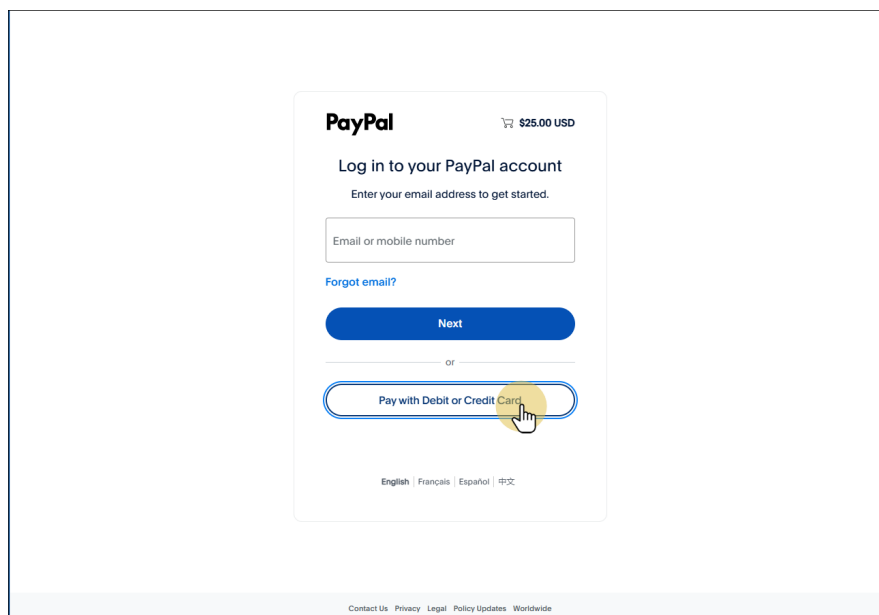 PayPal
$25.00 USD
Log in to your PayPal account
Enter your email address to get started.
Email or mobile number
Forgot email?
Next
or
Pay with Debit or Credit Card
English | Français | Español | 中文
Contact Us Privacy Legal Policy Updates Worldwide